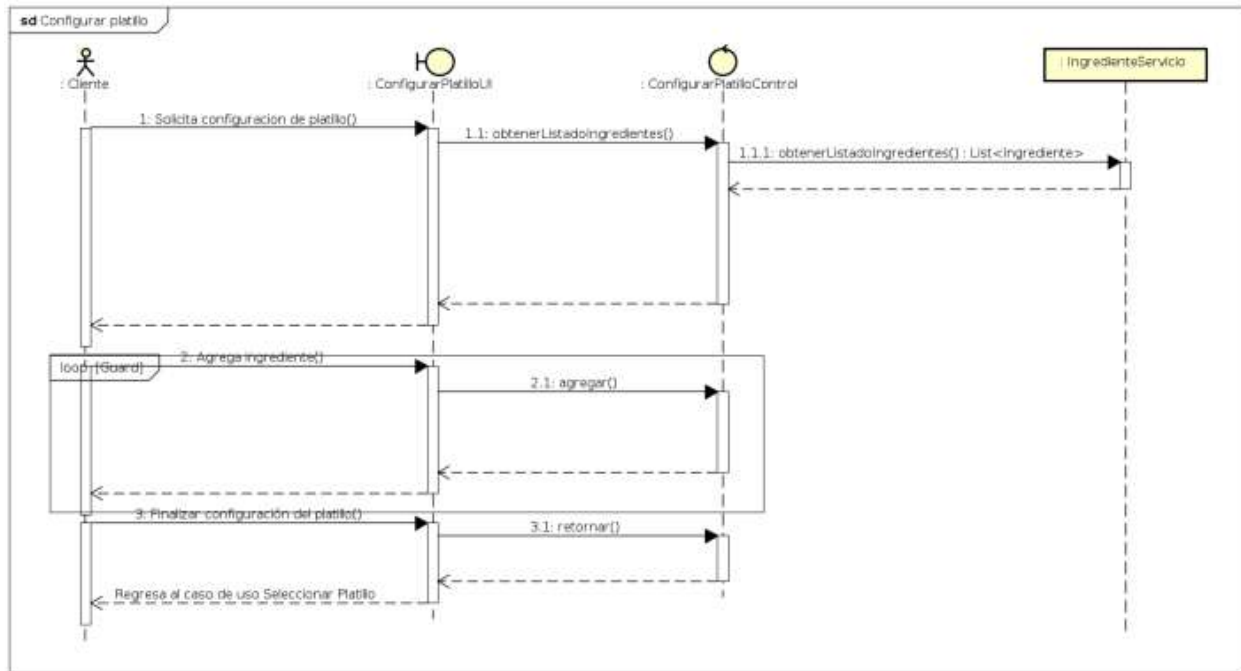 sd Configurar platillo
: Cliente
: ConfigurarPlatilloUI
: ConfigurarPlatilloControl
: IngredienteServicio
1: Solicita configuracion de platillo()
1.1: obtenerListadoIngredientes()
1.1.1: obtenerListadoIngredientes() : List<Ingrediente>
loop [Guard]
2: Agrega ingrediente()
2.1: agregar()
3: Finalizar configuración del platillo()
3.1: retornar()
Regresa al caso de uso Seleccionar Platillo